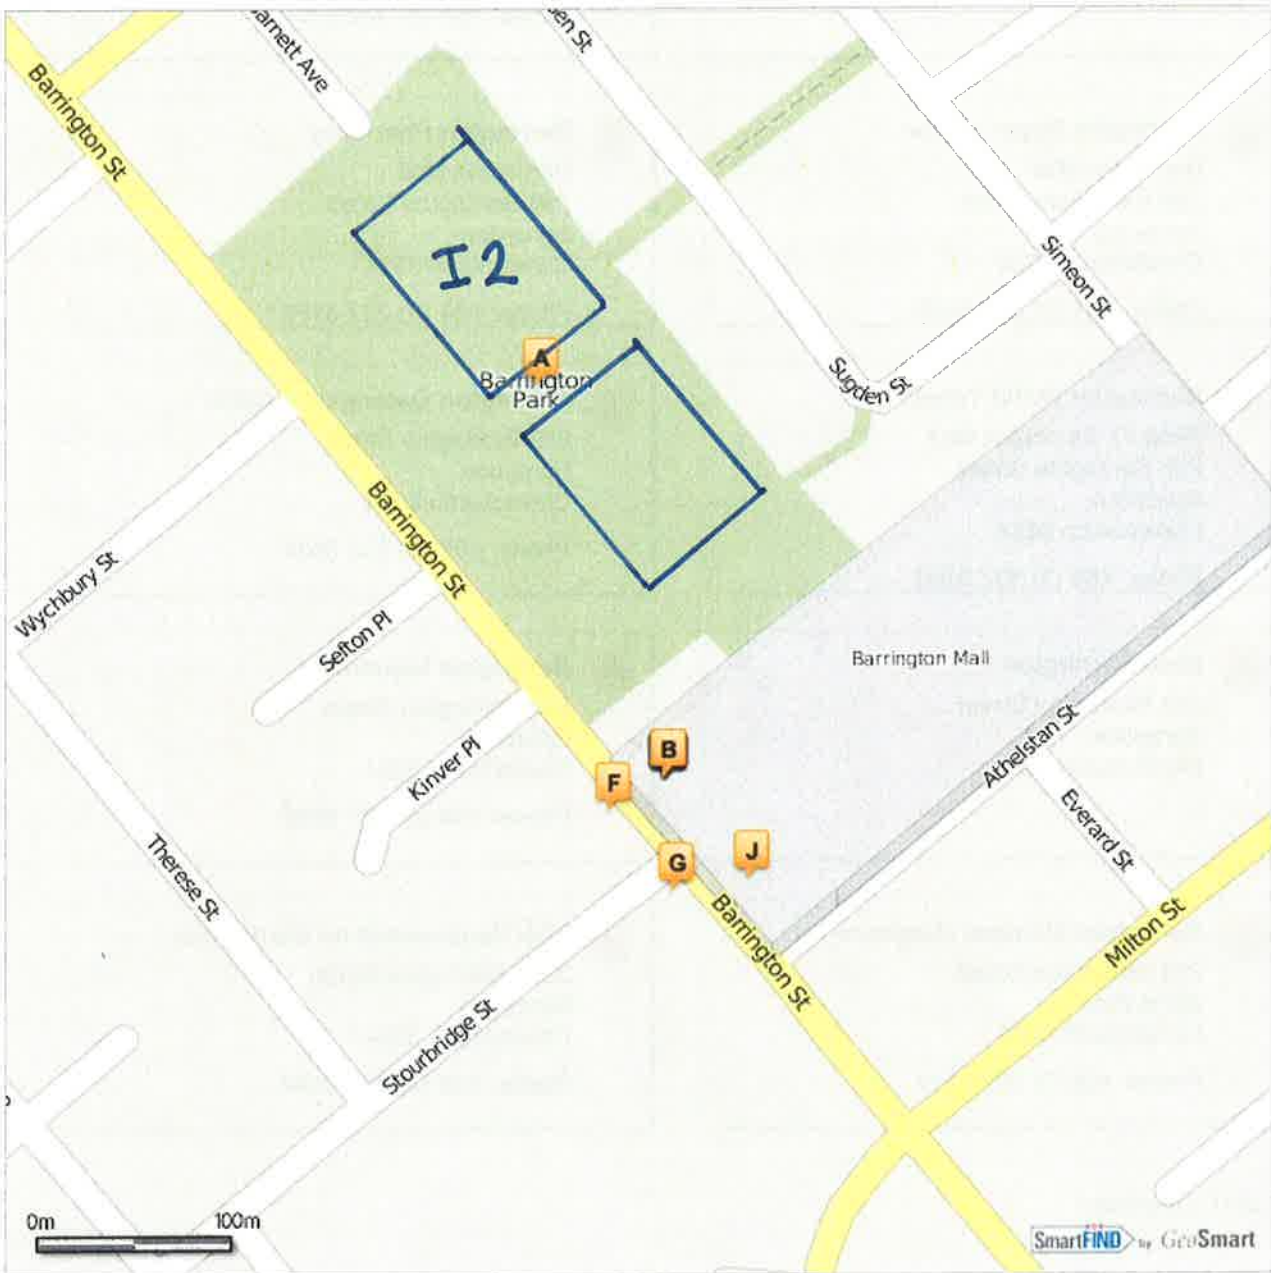 Barrington St
Simeon St
I2
A
Barrington
Park
Sugden St
Barrington St
Wychbury St
Selton Pl
Barrington Mall
Athelstan St
B
F
Kinver Pl
Everard St
J
G
Therese St
Barrington St
Milton St
Stourbridge St
0m 100m
SmartFIND by GeoSmart